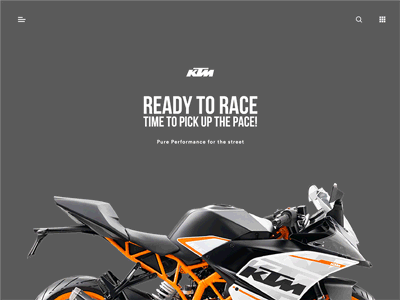 KTM
READY TO RACE
TIME TO PICK UP THE PACE!
Pure Performance for the street
KTM